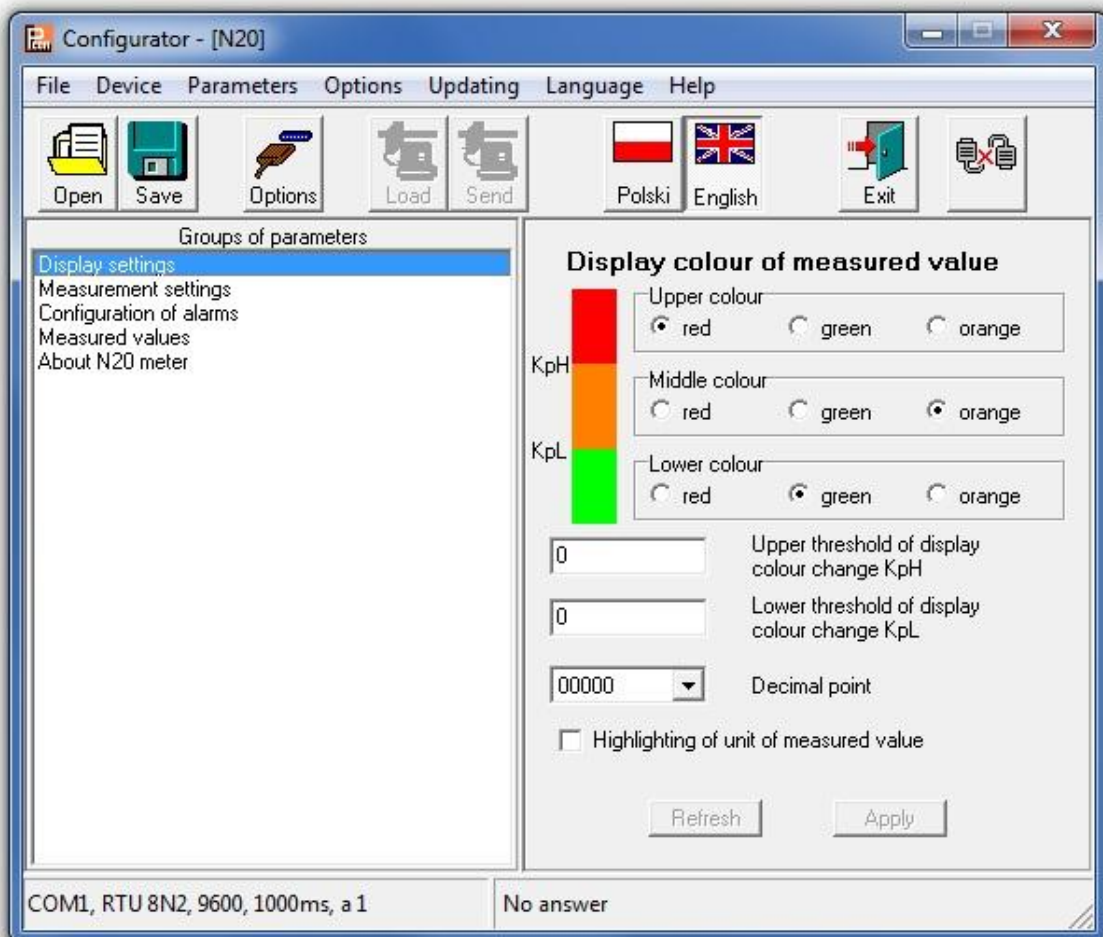 Configurator - [N20]
File Device Parameters Options Updating Language Help
Open Save Options Load Send Polski English Exit
Groups of parameters
Display settings
Measurement settings
Configuration of alarms
Measured values
About N20 meter
Display colour of measured value
Upper colour
red green orange
KpH
Middle colour
red green orange
KpL
Lower colour
red green orange
0 Upper threshold of display
colour change KpH
0 Lower threshold of display
colour change KpL
00000 Decimal point
Highlighting of unit of measured value
Refresh Apply
COM1, RTU 8N2, 9600, 1000ms, a 1 No answer